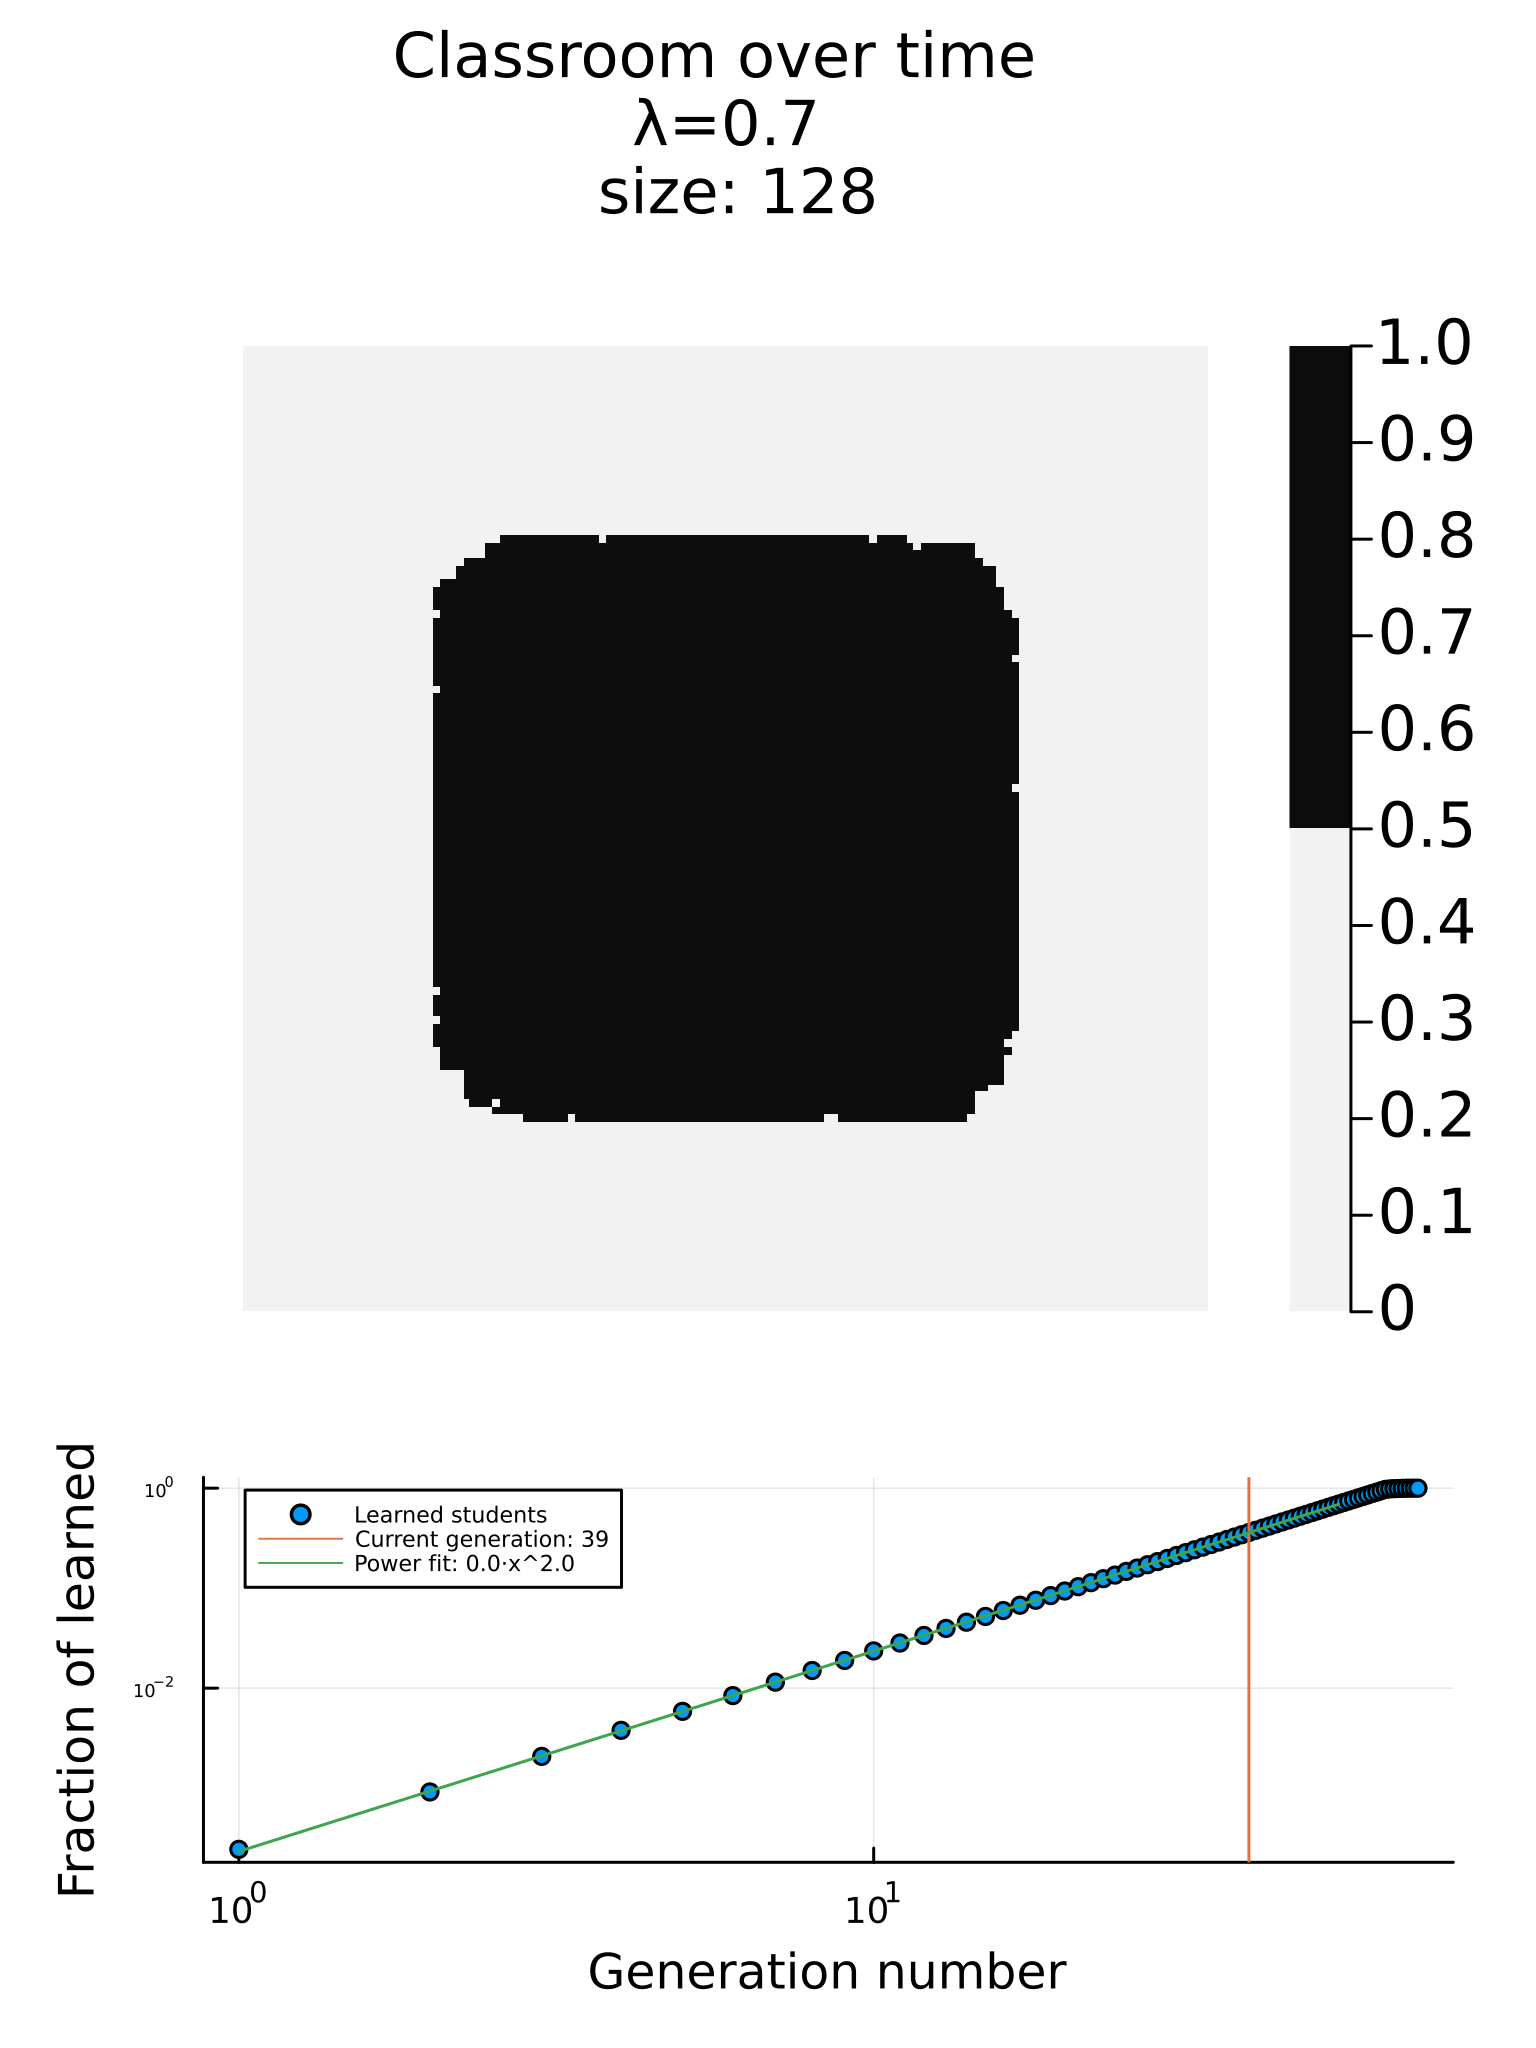 Classroom over time
λ=0.7
size: 128
1.0
0.9
0.8
0.7
0.6
0.5
0.4
0.3
0.2
0.1
0
Fraction of learned
10^0
10^-2
Learned students
Current generation: 39
Power fit: 0.0·x^2.0
10^0
10^1
Generation number